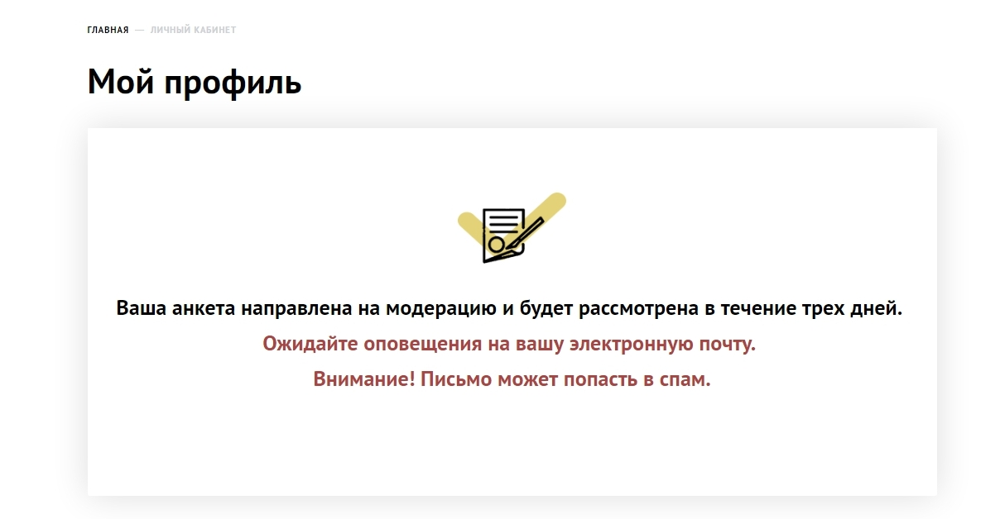 ГЛАВНАЯ — ЛИЧНЫЙ КАБИНЕТ
Мой профиль
Ваша анкета направлена на модерацию и будет рассмотрена в течение трех дней.
Ожидайте оповещения на вашу электронную почту.
Внимание! Письмо может попасть в спам.